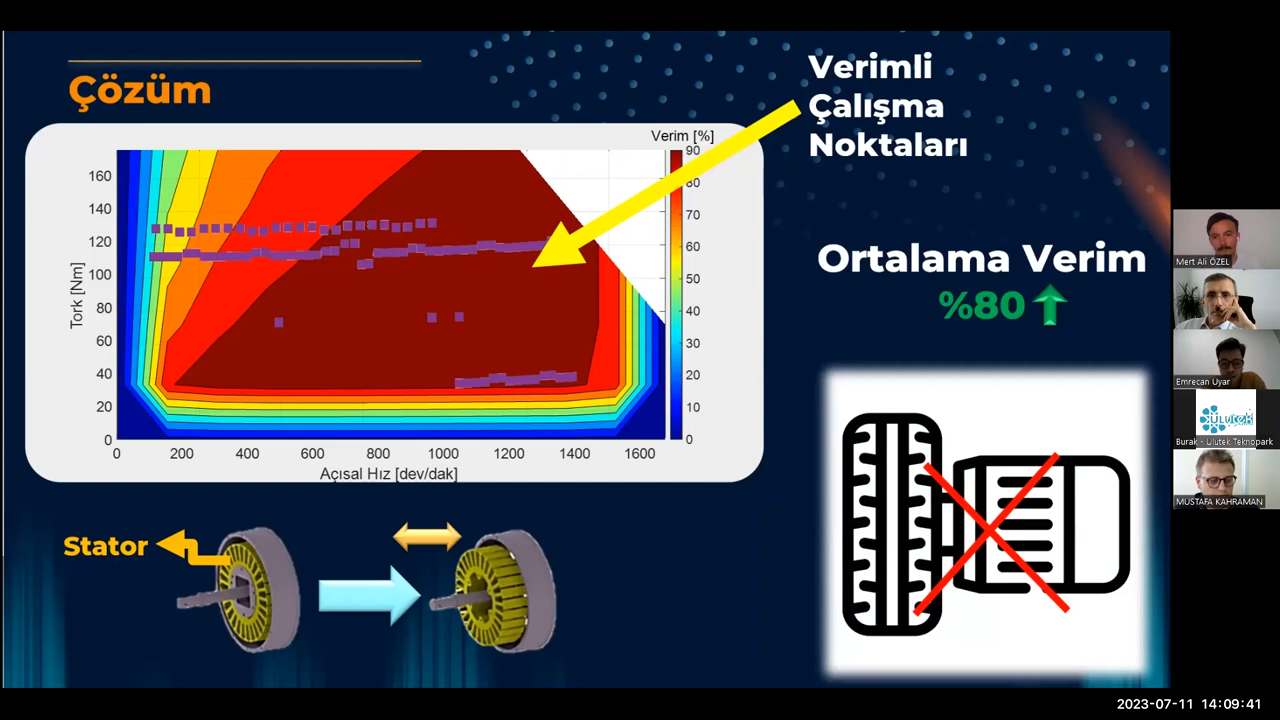 Çözüm
Verimli
Çalışma
Noktaları
Verim [%]
90
80
70
60
50
40
30
20
10
0
160
140
120
100
80
60
40
20
0
Tork [Nm]
0 200 400 600 800 1000 1200 1400 1600
Açısal Hız [dev/dak]
Ortalama Verim
%80
Stator
Mert Ali ÖZEL
Emrecan Uyar
ULUTEK
Burak - Ulutek Teknopark
MUSTAFA KAHRAMAN
2023-07-11 14:09:41